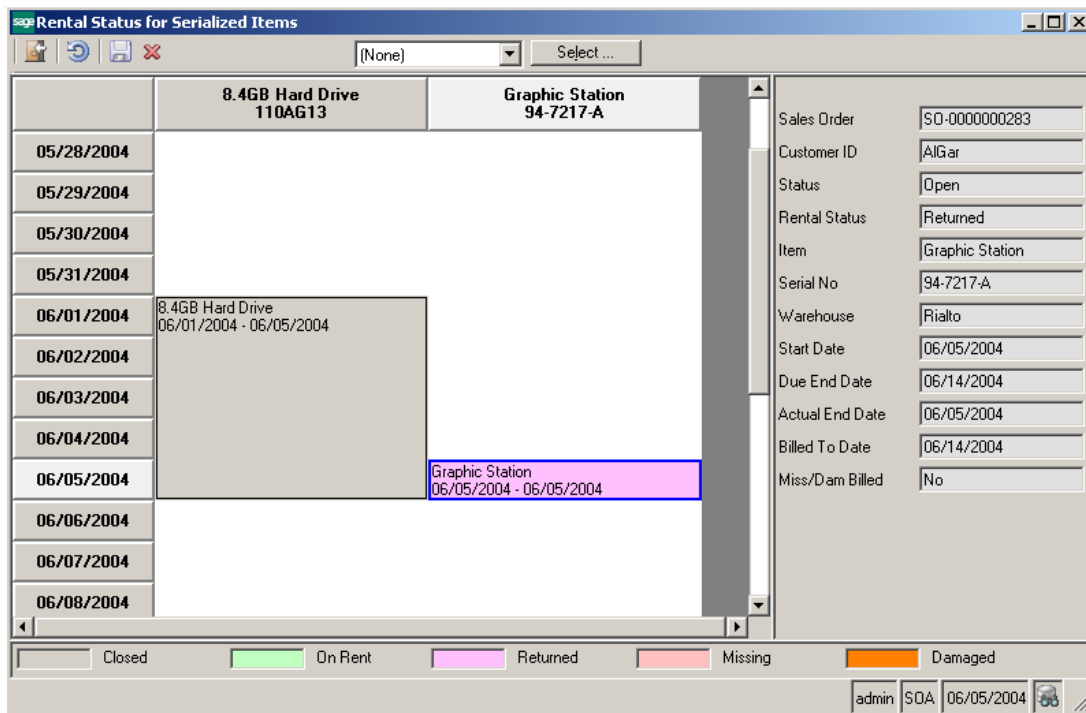 sage Rental Status for Serialized Items
(None) Select ...
8.4GB Hard Drive
110AG13
Graphic Station
94-7217-A
05/28/2004
05/29/2004
05/30/2004
05/31/2004
06/01/2004
06/02/2004
06/03/2004
06/04/2004
06/05/2004
06/06/2004
06/07/2004
06/08/2004
8.4GB Hard Drive
06/01/2004 - 06/05/2004
Graphic Station
06/05/2004 - 06/05/2004
Sales Order SO-0000000283
Customer ID AlGar
Status Open
Rental Status Returned
Item Graphic Station
Serial No 94-7217-A
Warehouse Rialto
Start Date 06/05/2004
Due End Date 06/14/2004
Actual End Date 06/05/2004
Billed To Date 06/14/2004
Miss/Dam Billed No
Closed On Rent Returned Missing Damaged
admin SOA 06/05/2004